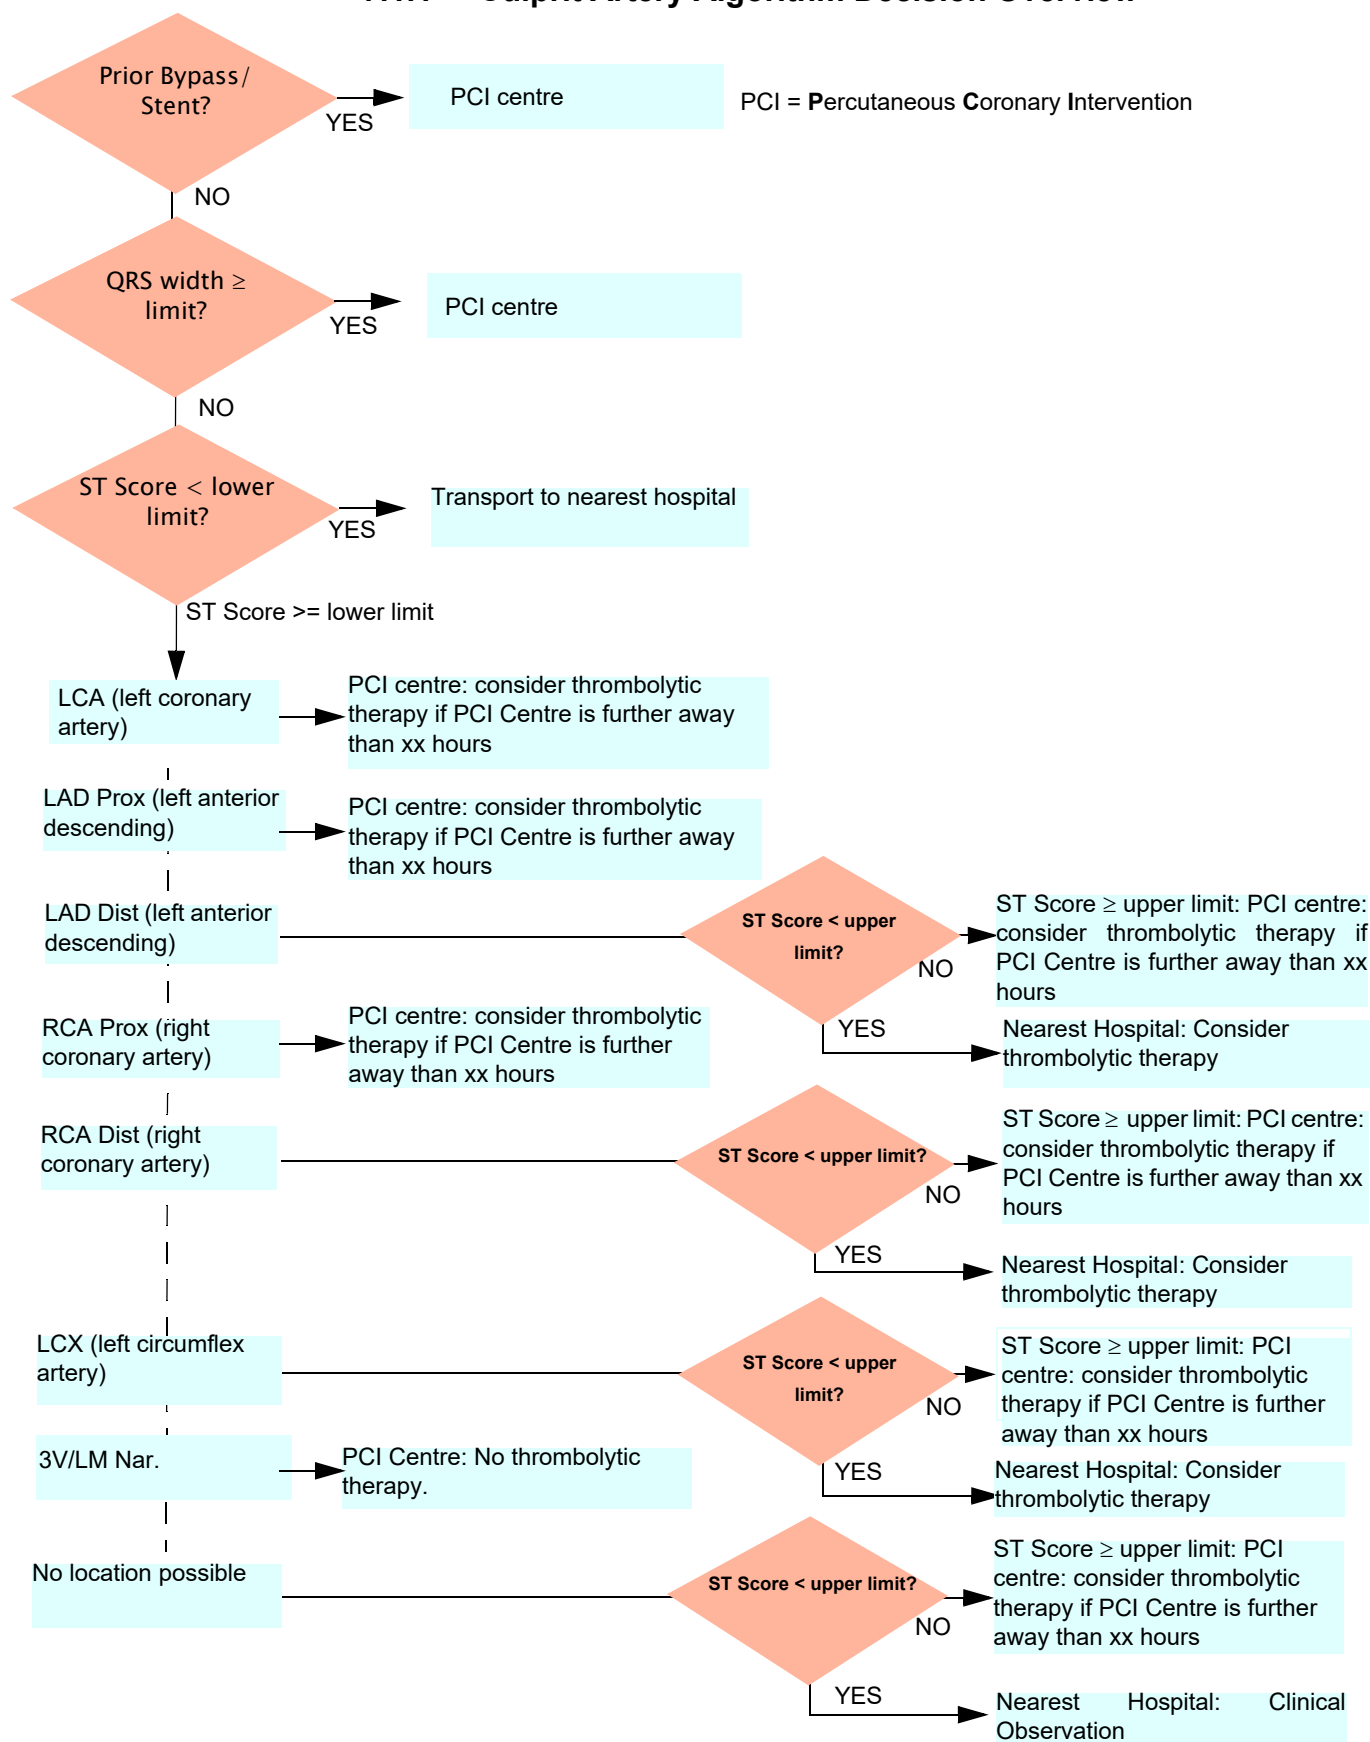 Culprit Artery Algorithm Decision Overview
Prior Bypass/
Stent?
YES
PCI centre
PCI = Percutaneous Coronary Intervention
NO
QRS width ≥
limit?
YES
PCI centre
NO
ST Score < lower
limit?
YES
Transport to nearest hospital
ST Score >= lower limit
LCA (left coronary
artery)
PCI centre: consider thrombolytic
therapy if PCI Centre is further away
than xx hours
LAD Prox (left anterior
descending)
PCI centre: consider thrombolytic
therapy if PCI Centre is further away
than xx hours
LAD Dist (left anterior
descending)
ST Score < upper
limit?
NO
ST Score ≥ upper limit: PCI centre:
consider thrombolytic therapy if
PCI Centre is further away than xx
hours
YES
Nearest Hospital: Consider
thrombolytic therapy
RCA Prox (right
coronary artery)
PCI centre: consider thrombolytic
therapy if PCI Centre is further
away than xx hours
RCA Dist (right
coronary artery)
ST Score < upper limit?
NO
ST Score ≥ upper limit: PCI centre:
consider thrombolytic therapy if
PCI Centre is further away than xx
hours
YES
Nearest Hospital: Consider
thrombolytic therapy
LCX (left circumflex
artery)
ST Score < upper
limit?
NO
ST Score ≥ upper limit: PCI
centre: consider thrombolytic
therapy if PCI Centre is further
away than xx hours
YES
Nearest Hospital: Consider
thrombolytic therapy
3V/LM Nar.
PCI Centre: No thrombolytic
therapy.
No location possible
ST Score < upper limit?
NO
ST Score ≥ upper limit: PCI
centre: consider thrombolytic
therapy if PCI Centre is further
away than xx hours
YES
Nearest Hospital: Clinical
Observation